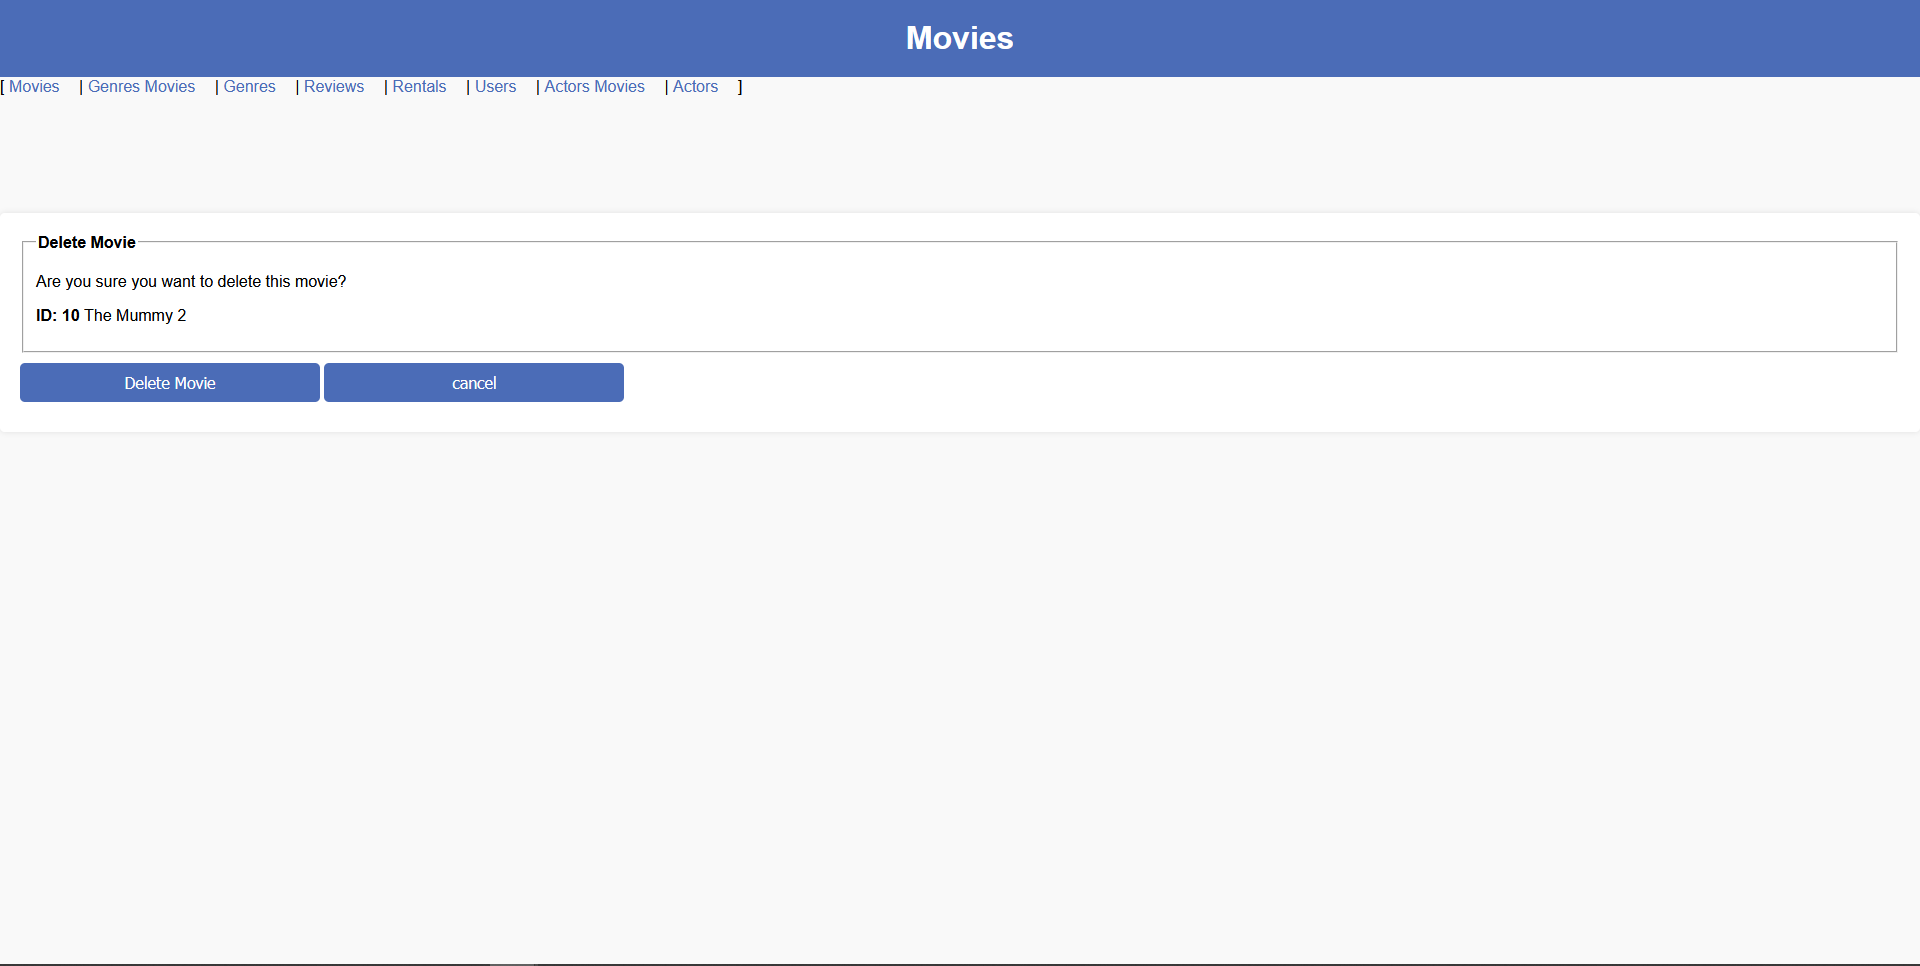 Movies
[ Movies | Genres Movies | Genres | Reviews | Rentals | Users | Actors Movies | Actors ]
Delete Movie
Are you sure you want to delete this movie?
ID: 10 The Mummy 2
Delete Movie cancel